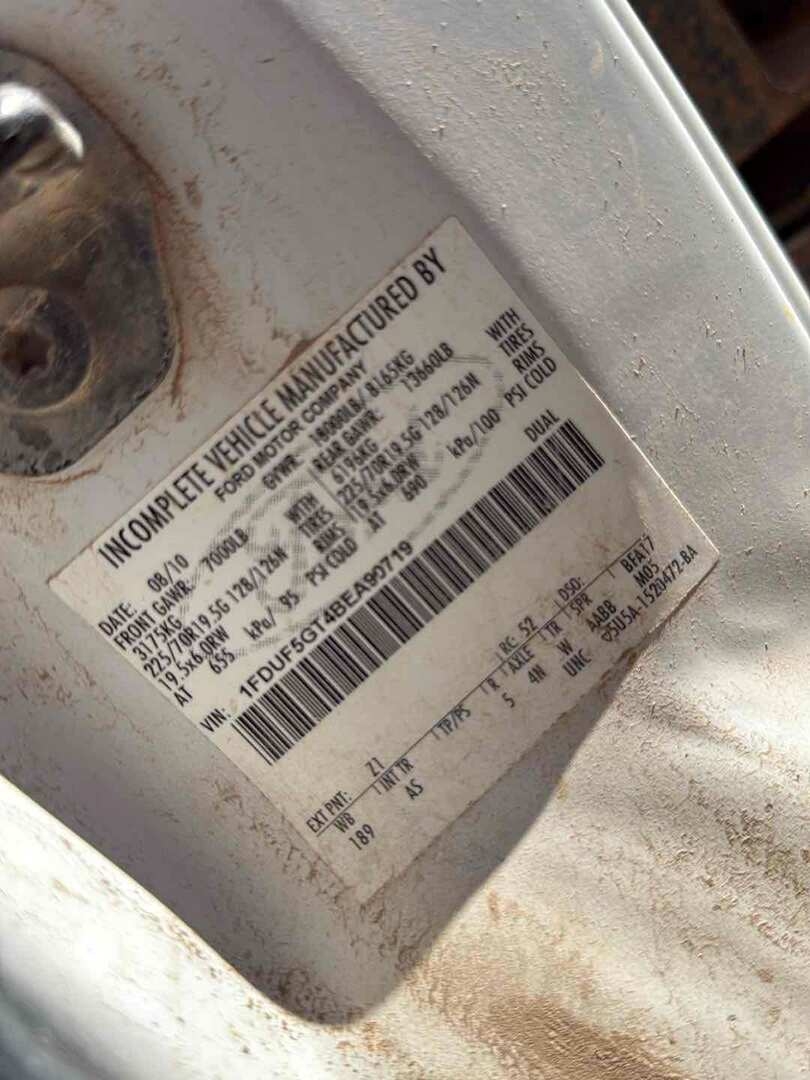 INCOMPLETE VEHICLE MANUFACTURED BY
FORD MOTOR COMPANY
DATE: 08/10 GVWR: 18000LB/ 8165KG
FRONT GAWR: 7000LB REAR GAWR: 13660LB
3175KG WITH 6196KG WITH
225/70R19.5G 128/126N TIRES 225/70R19.5G 128/126N TIRES
19.5x6.0RW RIMS 19.5x6.0RW RIMS
AT 655 kPa/ 95 PSI COLD AT 690 kPa/100 PSI COLD
VIN: 1FDUF5GT4BEA90719 DUAL
EXT PNT: Z1 RC: 52 DSO:
WB INT TR TP/PS R AXLE TR SPR BFA17
189 AS 5 4N W AABB M05
UNC 05U5A-1520472-BA